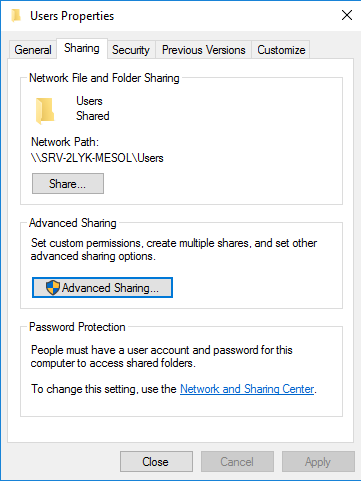 Users Properties
General Sharing Security Previous Versions Customize
Network File and Folder Sharing
Users
Shared
Network Path:
\\SRV-2LYK-MESOL\Users
Share...
Advanced Sharing
Set custom permissions, create multiple shares, and set other
advanced sharing options.
Advanced Sharing...
Password Protection
People must have a user account and password for this
computer to access shared folders.
To change this setting, use the Network and Sharing Center.
Close Cancel Apply